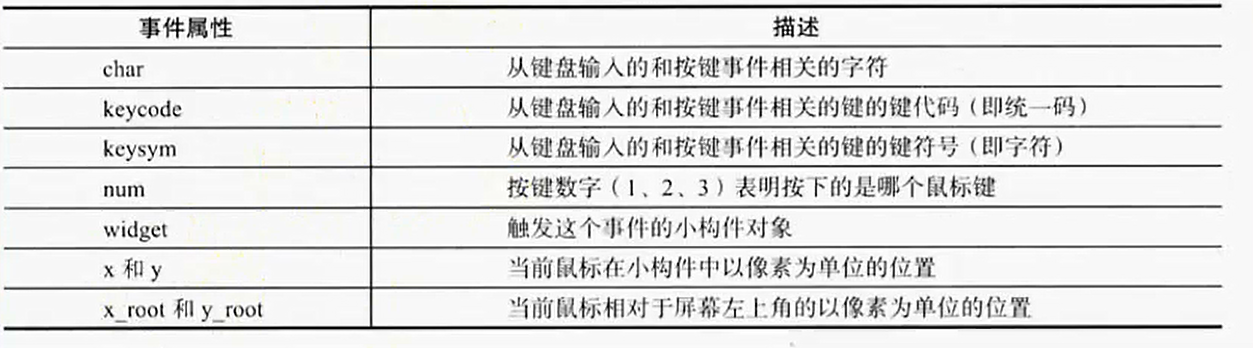 事件属性 描述
char 从键盘输入的和按键事件相关的字符
keycode 从键盘输入的和按键事件相关的键的键代码(即统一码)
keysym 从键盘输入的和按键事件相关的键的键符号(即字符)
num 按键数字(1、2、3)表明按下的是哪个鼠标键
widget 触发这个事件的小构件对象
x 和 y 当前鼠标在小构件中以像素为单位的位置
x_root 和 y_root 当前鼠标相对于屏幕左上角的以像素为单位的位置